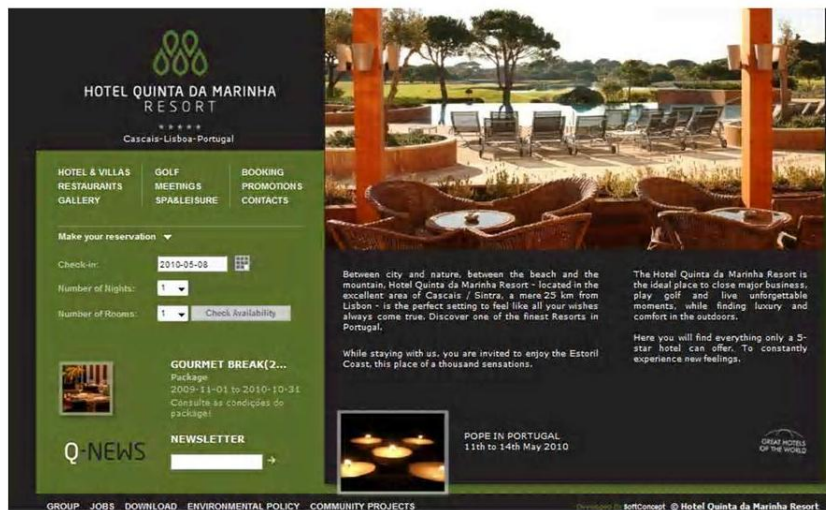 HOTEL QUINTA DA MARINHA
RESORT
Cascais-Lisboa-Portugal
HOTEL & VILLAS
RESTAURANTS
GALLERY
GOLF
MEETINGS
SPA&LEISURE
BOOKING
PROMOTIONS
CONTACTS
Make your reservation
Check-in:
2010-05-08
Number of Nights:
1
Number of Rooms:
1
Check Availability
GOURMET BREAK(2...
Package
2009-11-01 to 2010-10-31
Consulte as condições do
package!
Q-NEWS
NEWSLETTER
Between city and nature, between the beach and the
mountain, Hotel Quinta da Marinha Resort - located in the
excellent area of Cascais / Sintra, a mere 25 km from
Lisbon - is the perfect setting to feel like all your wishes
always come true. Discover one of the finest Resorts in
Portugal.
While staying with us, you are invited to enjoy the Estoril
Coast, this place of a thousand sensations.
The Hotel Quinta da Marinha Resort is
the ideal place to close major business,
play golf and live unforgettable
moments, while finding luxury and
comfort in the outdoors.
Here you will find everything only a 5-
star hotel can offer. To constantly
experience new feelings.
POPE IN PORTUGAL
11th to 14th May 2010
GREAT HOTELS
OF THE WORLD
GROUP JOBS DOWNLOAD ENVIRONMENTAL POLICY COMMUNITY PROJECTS
Developed by SoftConcept © Hotel Quinta da Marinha Resort